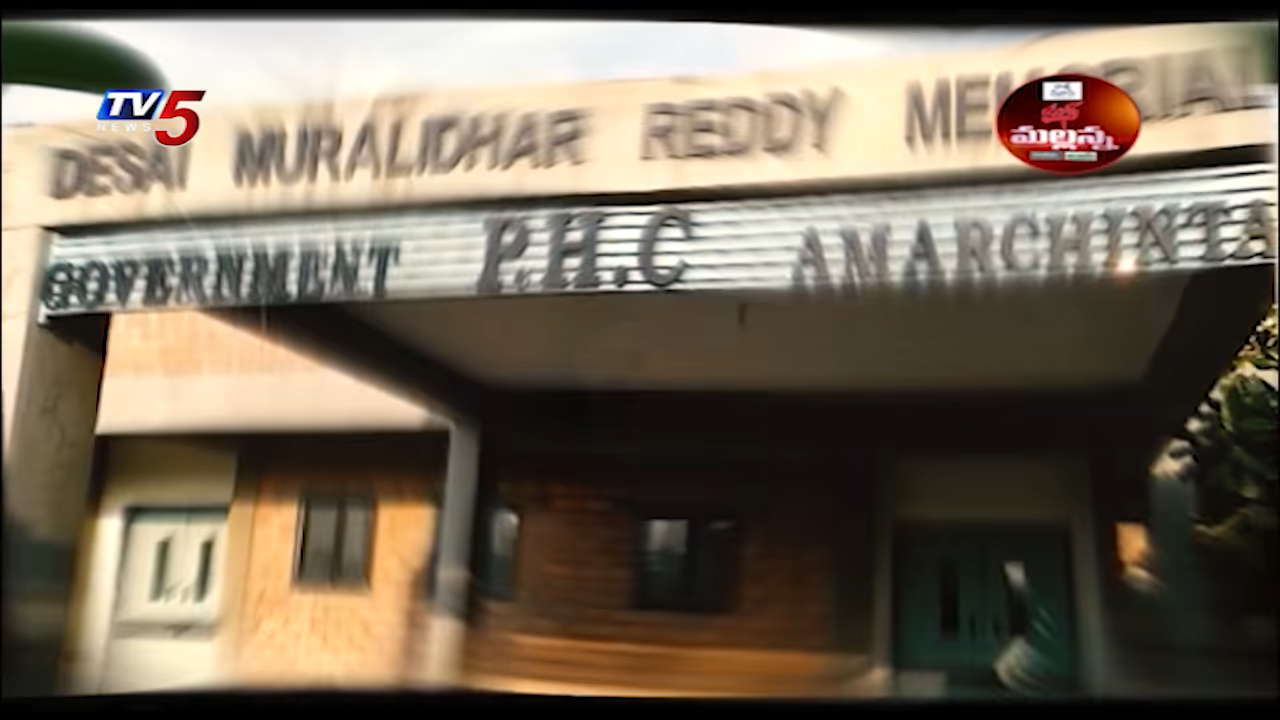 DESAI MURALIDHAR REDDY MEMORIAL
GOVERNMENT P.H.C AMARCHINTA
TV5
NEWS
మల్లన్న